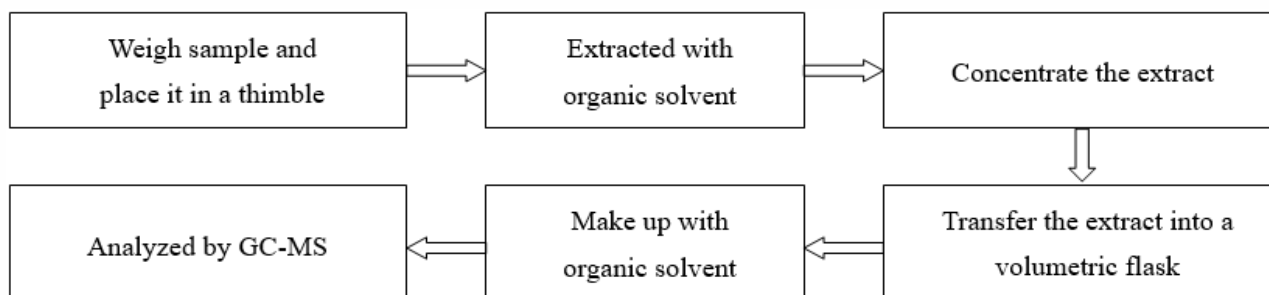 Weigh sample and
place it in a thimble
Extracted with
organic solvent
Concentrate the extract
Transfer the extract into a
volumetric flask
Make up with
organic solvent
Analyzed by GC-MS